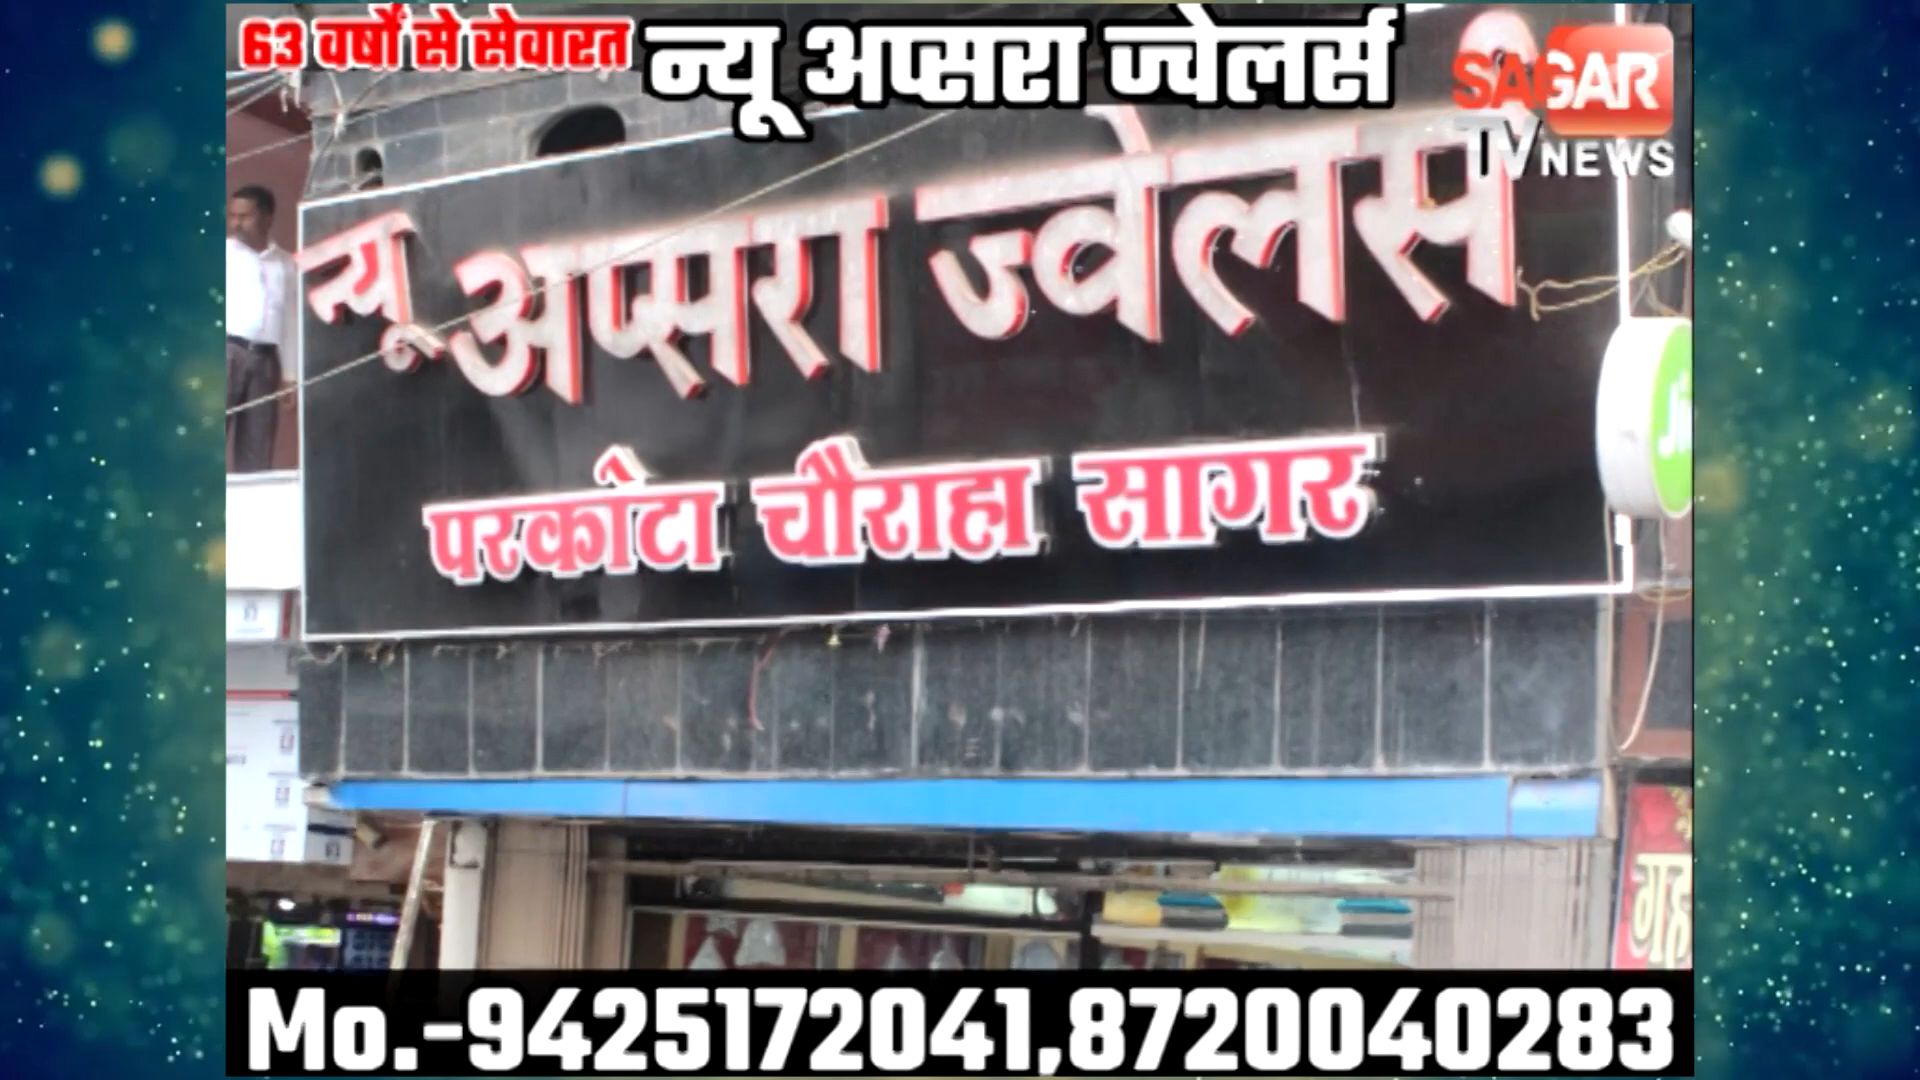 63 वर्षों से सेवारत न्यू अप्सरा ज्वेलर्स
SAGAR
TV NEWS
न्यू अप्सरा ज्वेलर्स
परकोटा चौराहा सागर
Mo.-9425172041,8720040283